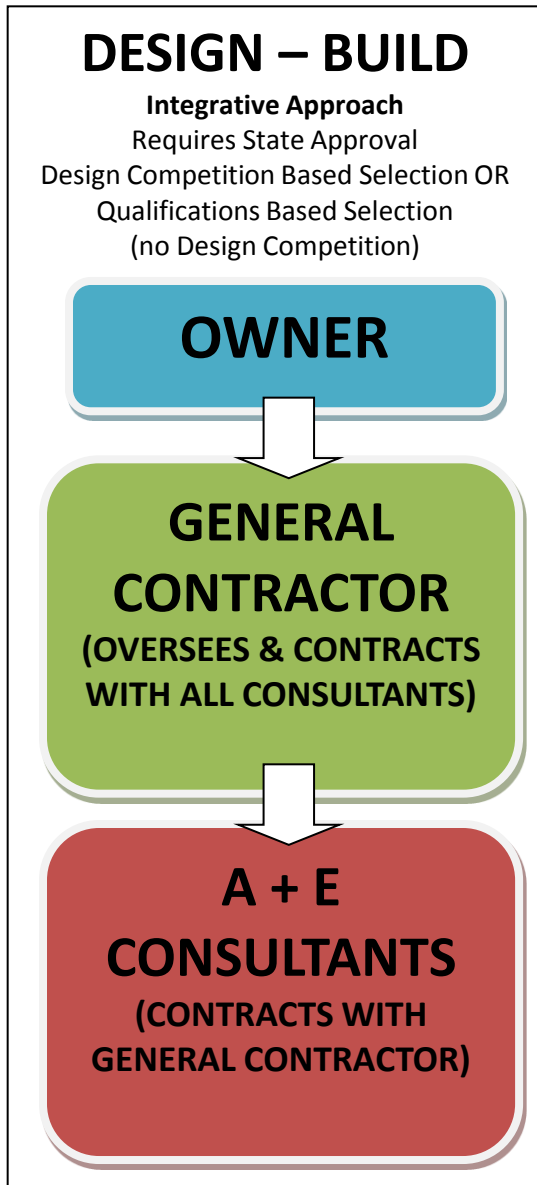 DESIGN – BUILD
Integrative Approach
Requires State Approval
Design Competition Based Selection OR
Qualifications Based Selection
(no Design Competition)
OWNER
GENERAL
CONTRACTOR
(OVERSEES & CONTRACTS
WITH ALL CONSULTANTS)
A + E
CONSULTANTS
(CONTRACTS WITH
GENERAL CONTRACTOR)